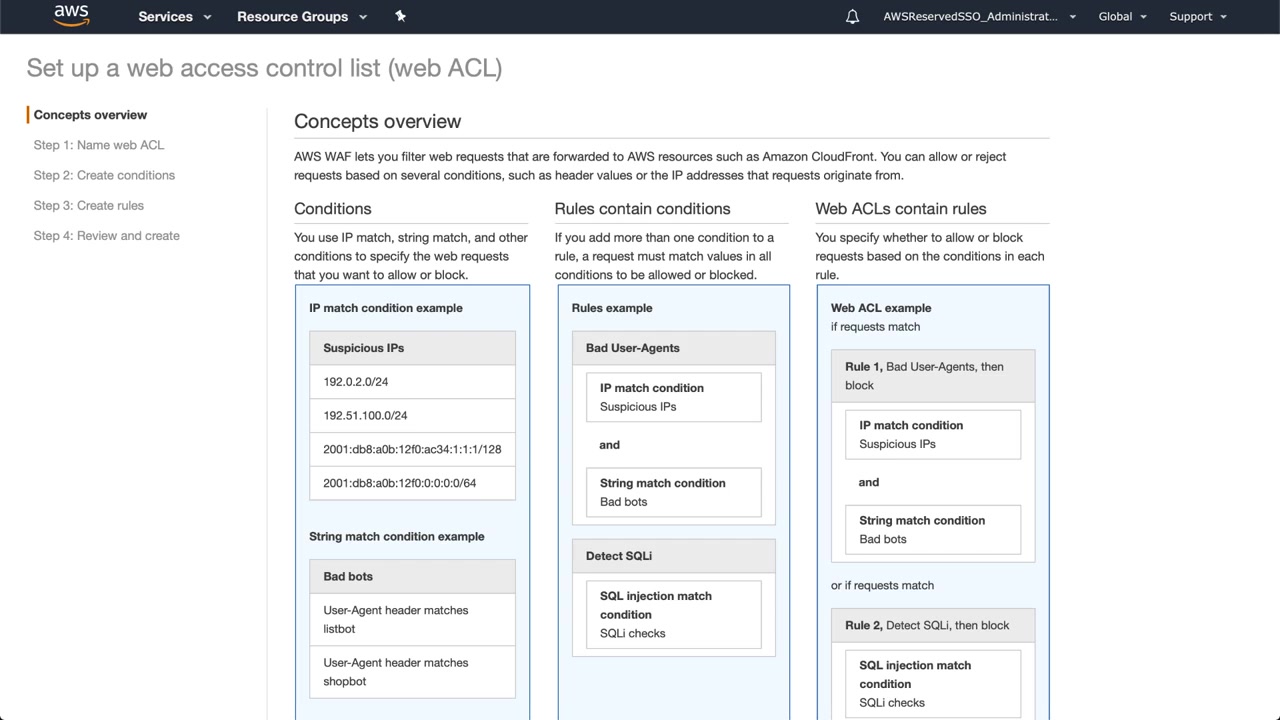 aws
Services
Resource Groups
AWSReservedSSO_Administrat...
Global
Support
Set up a web access control list (web ACL)
Concepts overview
Step 1: Name web ACL
Step 2: Create conditions
Step 3: Create rules
Step 4: Review and create
Concepts overview
AWS WAF lets you filter web requests that are forwarded to AWS resources such as Amazon CloudFront. You can allow or reject
requests based on several conditions, such as header values or the IP addresses that requests originate from.
Conditions
You use IP match, string match, and other
conditions to specify the web requests
that you want to allow or block.
IP match condition example
Suspicious IPs
192.0.2.0/24
192.51.100.0/24
2001:db8:a0b:12f0:ac34:1:1:1/128
2001:db8:a0b:12f0:0:0:0:0/64
String match condition example
Bad bots
User-Agent header matches
listbot
User-Agent header matches
shopbot
Rules contain conditions
If you add more than one condition to a
rule, a request must match values in all
conditions to be allowed or blocked.
Rules example
Bad User-Agents
IP match condition
Suspicious IPs
and
String match condition
Bad bots
Detect SQLi
SQL injection match
condition
SQLi checks
Web ACLs contain rules
You specify whether to allow or block
requests based on the conditions in each
rule.
Web ACL example
if requests match
Rule 1, Bad User-Agents, then
block
IP match condition
Suspicious IPs
and
String match condition
Bad bots
or if requests match
Rule 2, Detect SQLi, then block
SQL injection match
condition
SQLi checks